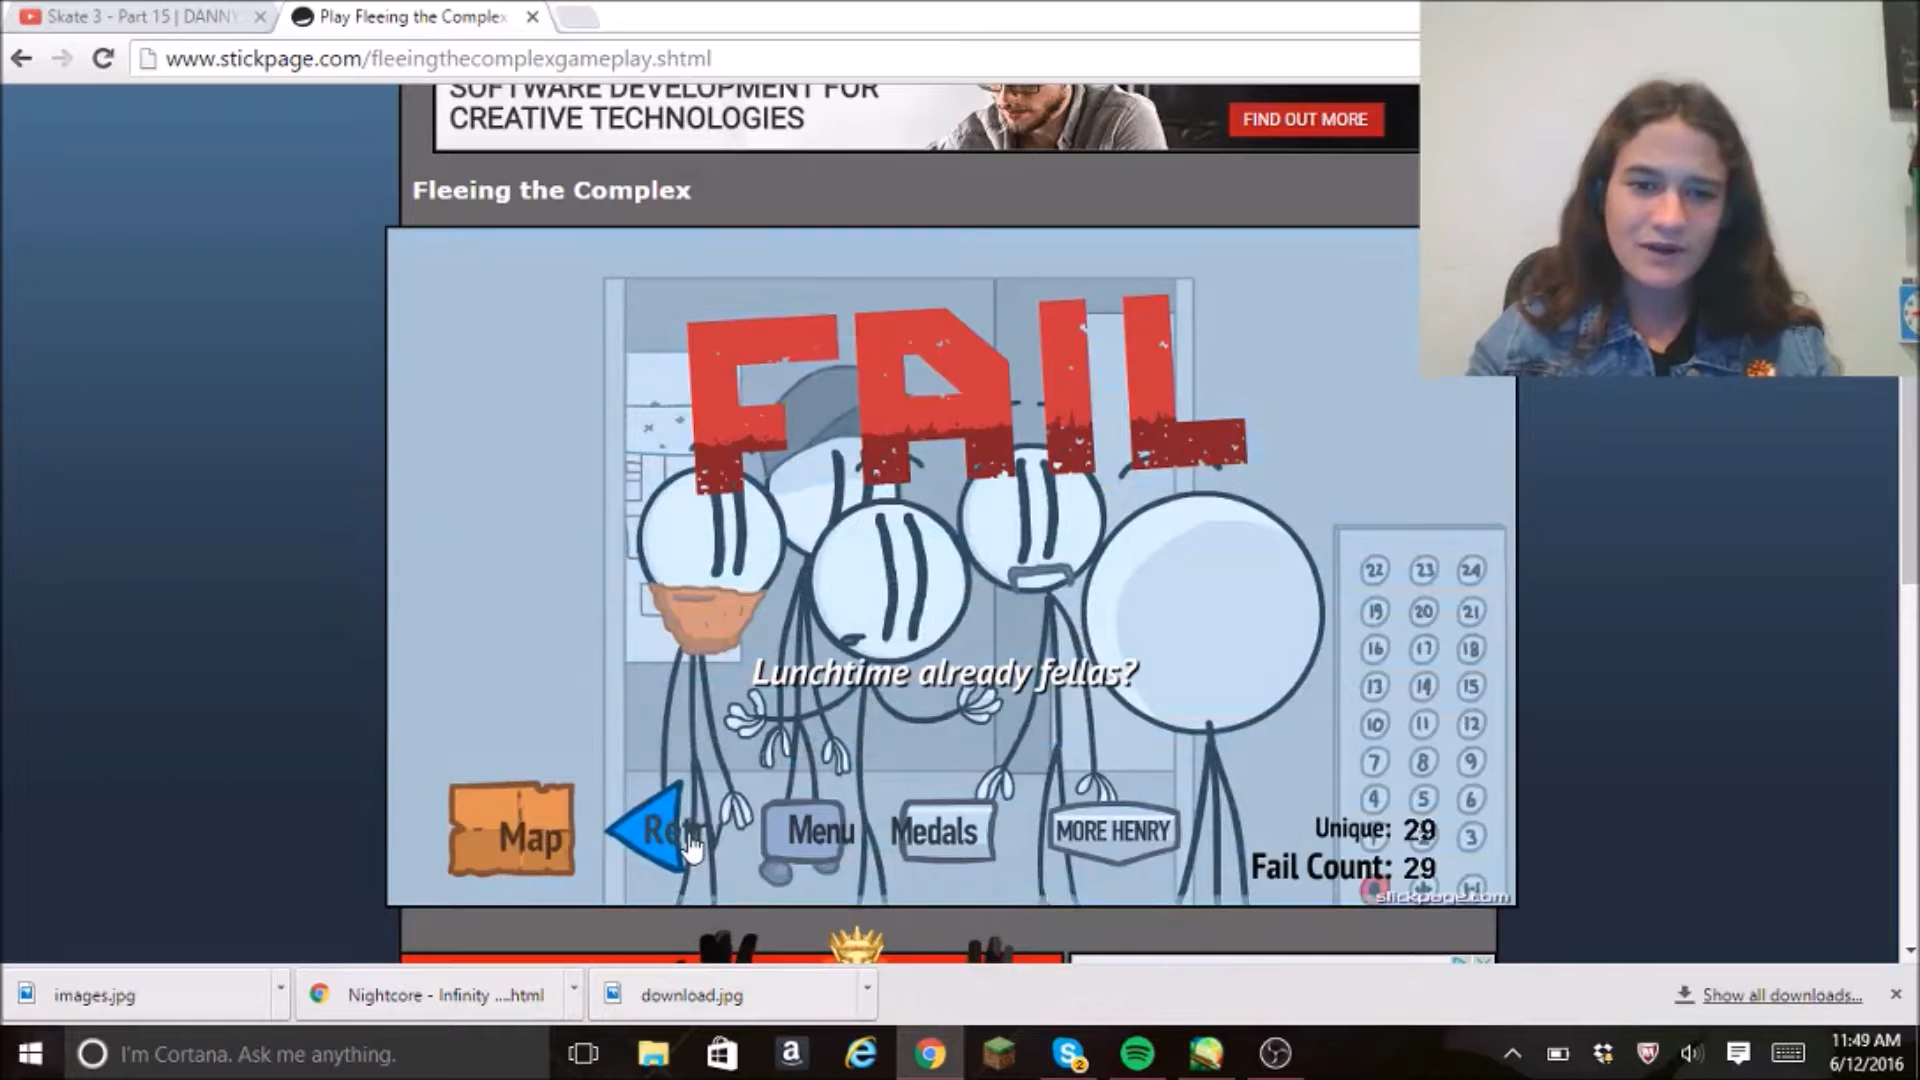 Skate 3 - Part 15 | DANNY
Play Fleeing the Complex
www.stickpage.com/fleeingthecomplexgameplay.shtml
SOFTWARE DEVELOPMENT FOR
CREATIVE TECHNOLOGIES
FIND OUT MORE
Fleeing the Complex
FAIL
Lunchtime already fellas?
22 23 24
19 20 21
16 17 18
13 14 15
10 11 12
7 8 9
4 5 6
3
Map
Retry
Menu
Medals
MORE HENRY
Unique: 29
Fail Count: 29
stickpage.com
images.jpg
Nightcore - Infinity ....html
download.jpg
Show all downloads...
I'm Cortana. Ask me anything.
2
11:49 AM
6/12/2016